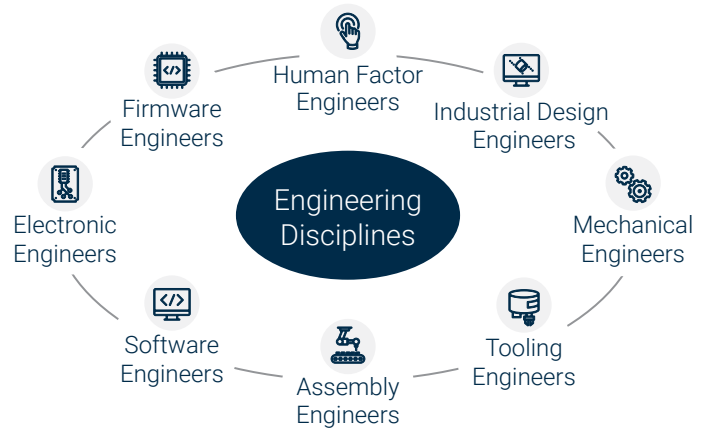 Human Factor
Engineers
Firmware
Engineers
Industrial Design
Engineers
Engineering
Disciplines
Electronic
Engineers
Mechanical
Engineers
Software
Engineers
Tooling
Engineers
Assembly
Engineers